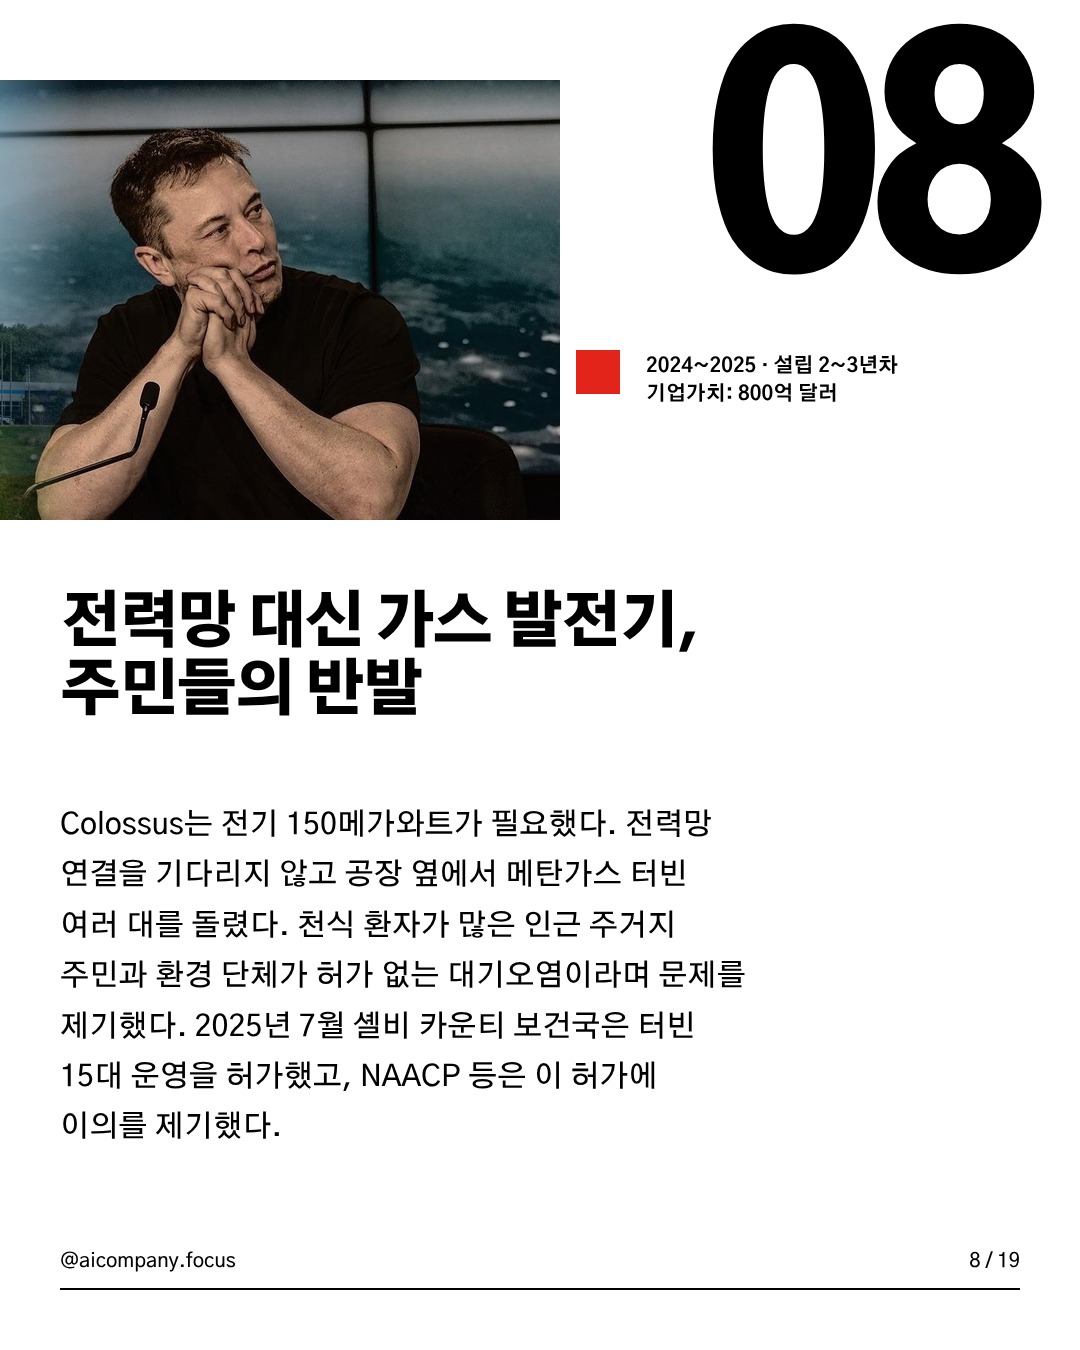 08
2024~2025 · 설립 2~3년차
기업가치: 800억 달러
전력망 대신 가스 발전기,
주민들의 반발
Colossus는 전기 150메가와트가 필요했다. 전력망
연결을 기다리지 않고 공장 옆에서 메탄가스 터빈
여러 대를 돌렸다. 천식 환자가 많은 인근 주거지
주민과 환경 단체가 허가 없는 대기오염이라며 문제를
제기했다. 2025년 7월 셸비 카운티 보건국은 터빈
15대 운영을 허가했고, NAACP 등은 이 허가에
이의를 제기했다.
@aicompany.focus
8 / 19